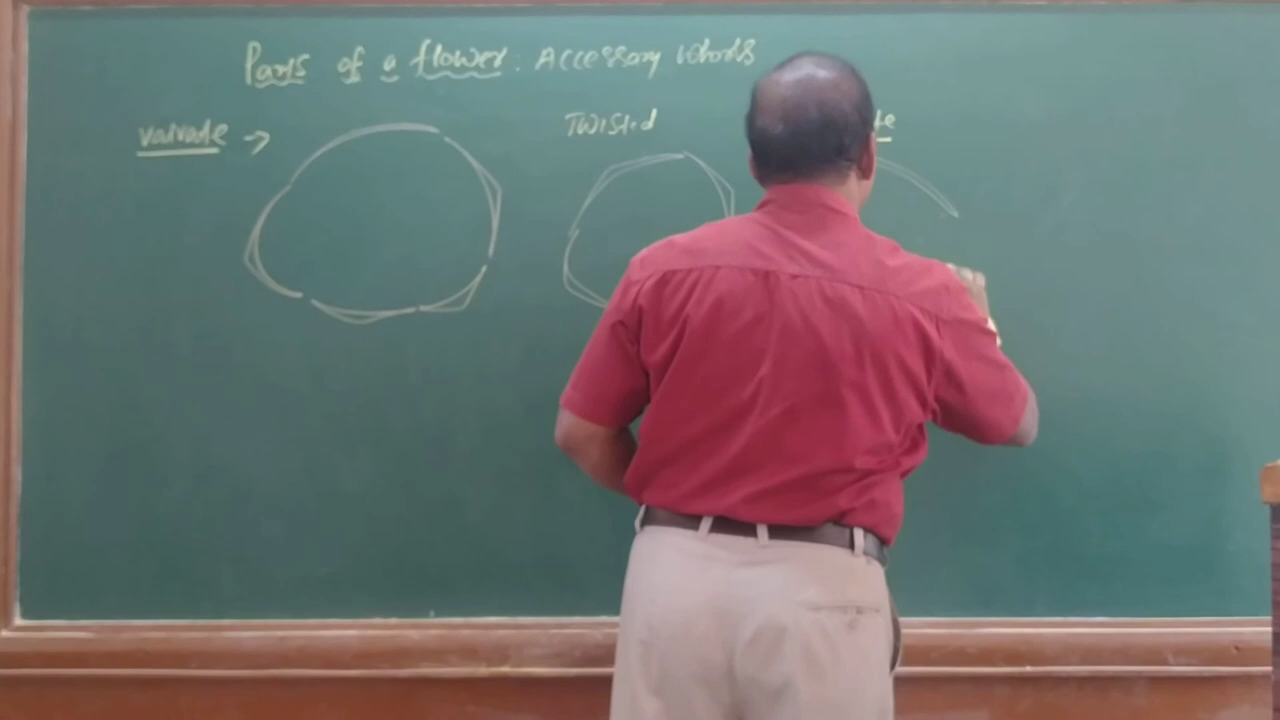 Parts of a flower: Accessory whorls
valvate → Twisted